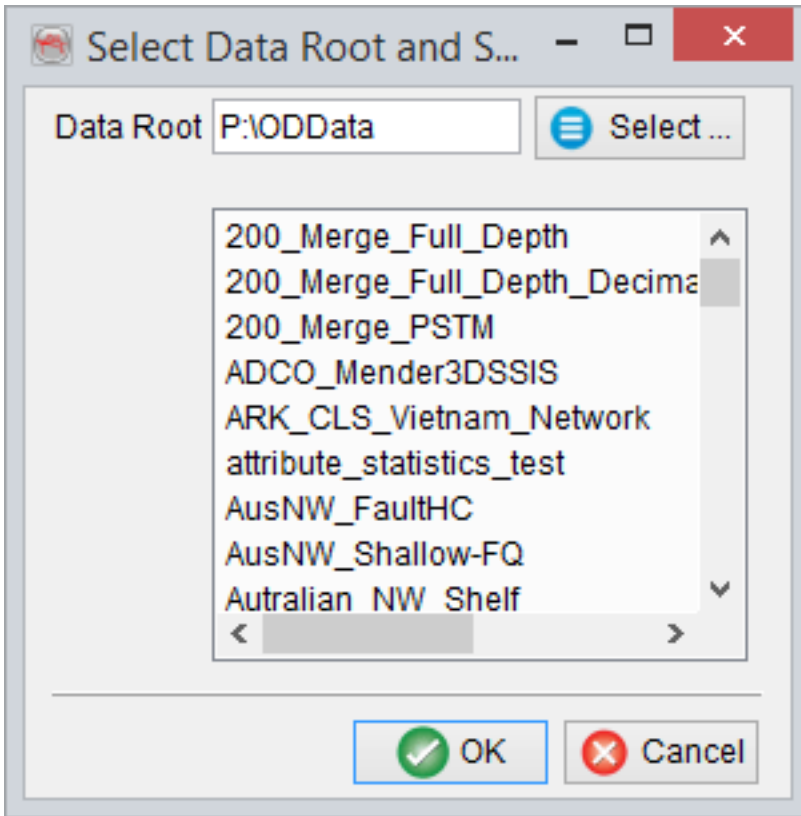 Select Data Root and S...
Data Root P:\ODData Select ...
200_Merge_Full_Depth
200_Merge_Full_Depth_Decima
200_Merge_PSTM
ADCO_Mender3DSSIS
ARK_CLS_Vietnam_Network
attribute_statistics_test
AusNW_FaultHC
AusNW_Shallow-FQ
Autralian_NW_Shelf
OK Cancel